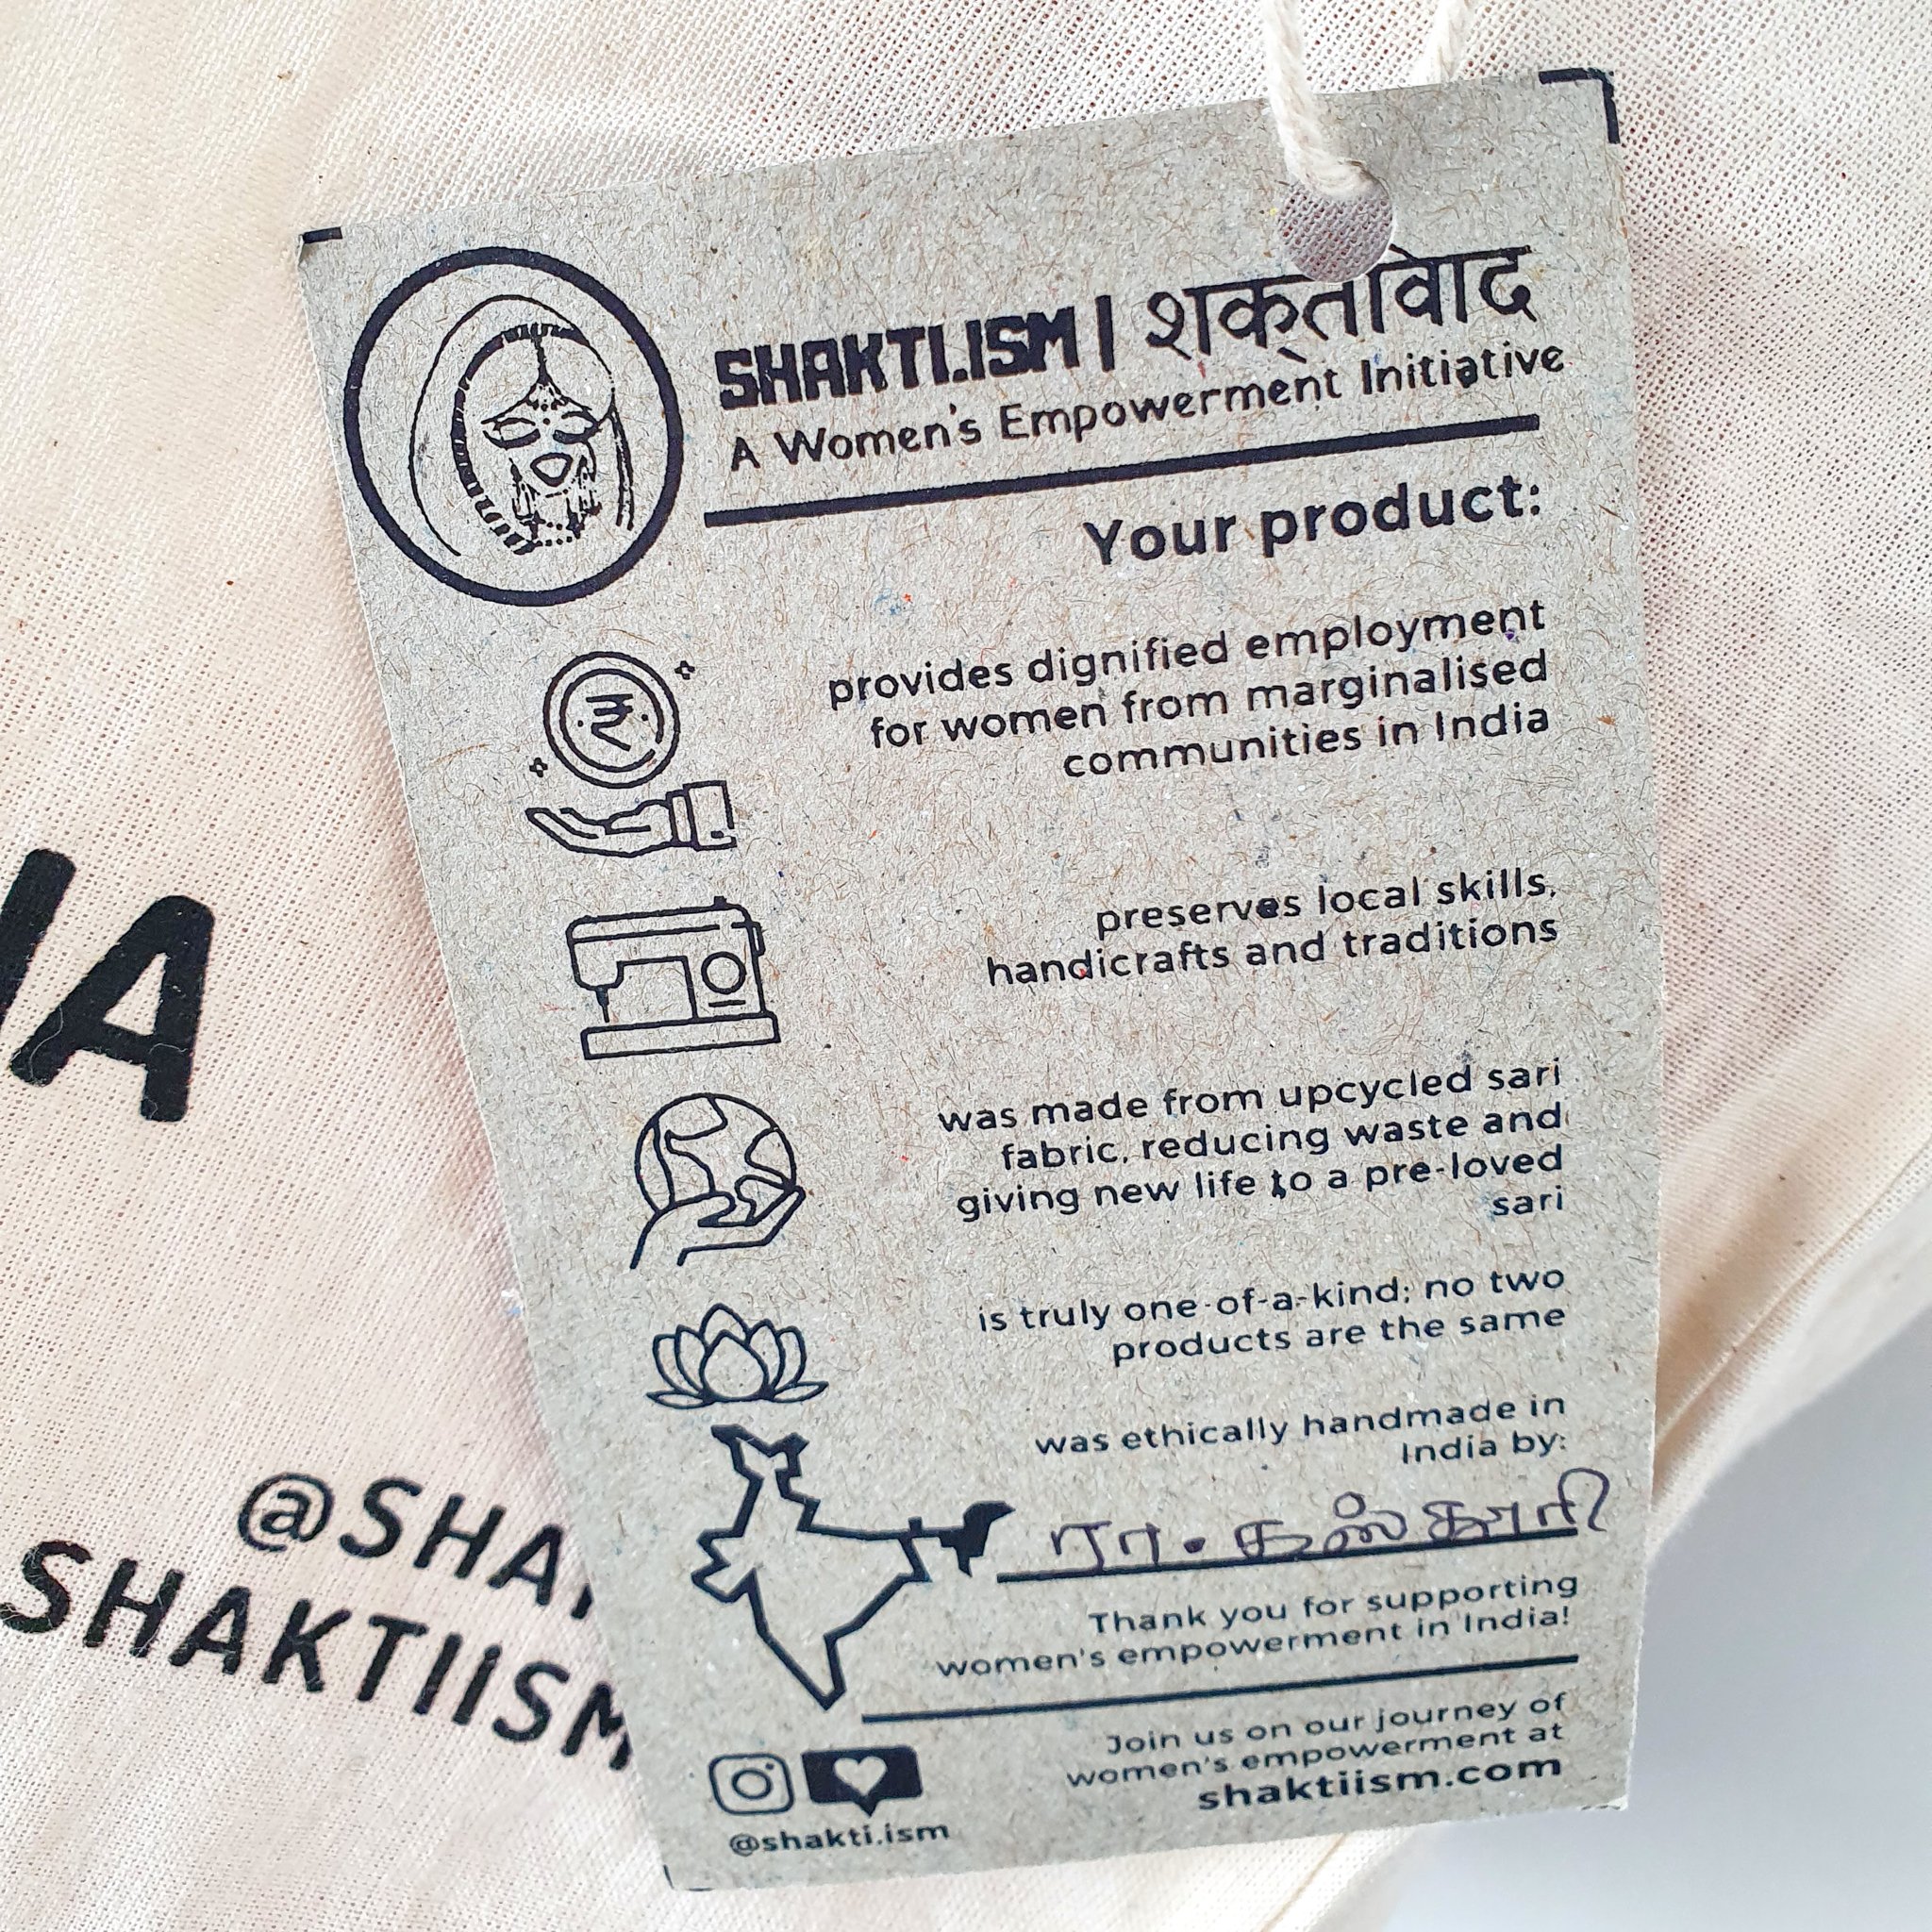 SHAKTI.ISM | शक्तीवाद
A Women's Empowerment Initiative
Your product:
provides dignified employment
for women from marginalised
communities in India
preserves local skills,
handicrafts and traditions
was made from upcycled sari
fabric, reducing waste and
giving new life to a pre-loved
sari
is truly one-of-a-kind; no two
products are the same
was ethically handmade in
India by:
Thank you for supporting
women's empowerment in India!
Join us on our journey of
women's empowerment at
shaktiism.com
@shakti.ism
IA
@SHA
SHAKTIISM